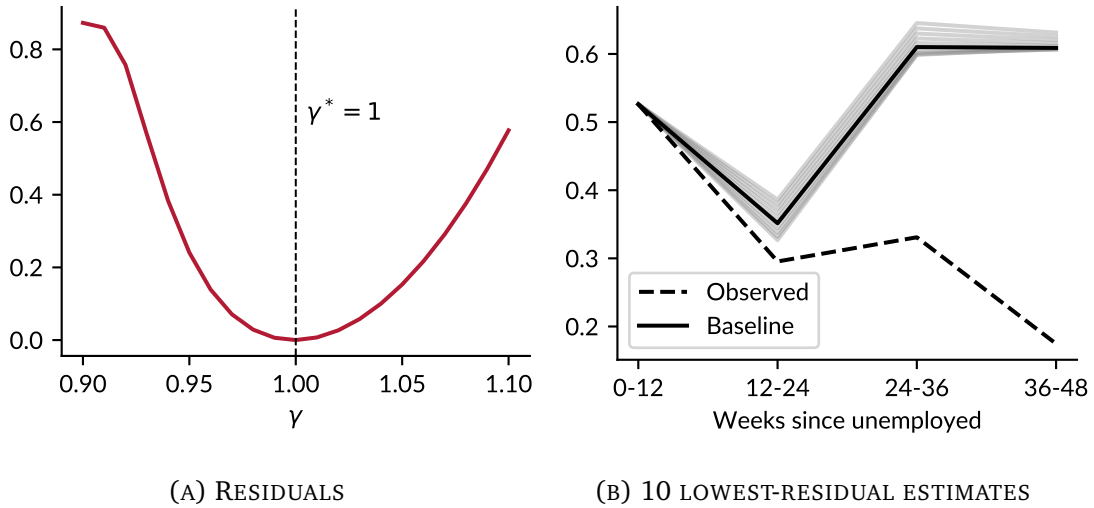 0.8
0.6
0.4
0.2
0.0
γ* = 1
0.90 0.95 1.00 1.05 1.10
γ
(A) RESIDUALS
0.6
0.5
0.4
0.3
0.2
Observed
Baseline
0-12 12-24 24-36 36-48
Weeks since unemployed
(B) 10 LOWEST-RESIDUAL ESTIMATES